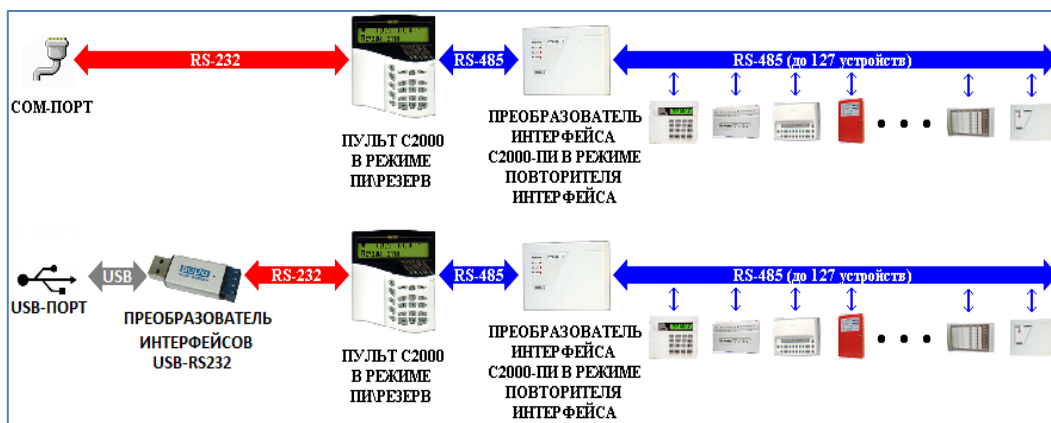 RS-232
RS-485
RS-485 (до 127 устройств)
COM-ПОРТ
ПУЛЬТ С2000
В РЕЖИМЕ
ПИ\РЕЗЕРВ
ПРЕОБРАЗОВАТЕЛЬ
ИНТЕРФЕЙСА
С2000-ПИ В РЕЖИМЕ
ПОВТОРИТЕЛЯ
ИНТЕРФЕЙСА
USB
RS-232
RS-485
RS-485 (до 127 устройств)
USB-ПОРТ
ПРЕОБРАЗОВАТЕЛЬ
ИНТЕРФЕЙСОВ
USB-RS232
ПУЛЬТ С2000
В РЕЖИМЕ
ПИ\РЕЗЕРВ
ПРЕОБРАЗОВАТЕЛЬ
ИНТЕРФЕЙСА
С2000-ПИ В РЕЖИМЕ
ПОВТОРИТЕЛЯ
ИНТЕРФЕЙСА